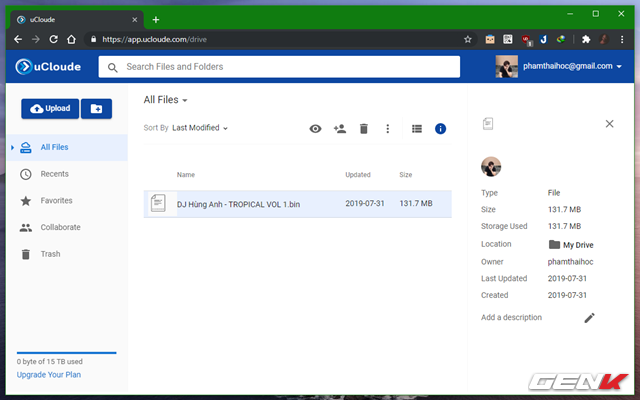 uCloude
https://app.ucloude.com/drive
uCloude
Search Files and Folders
phamthaihoc@gmail.com
Upload
All Files
Recents
Favorites
Collaborate
Trash
0 byte of 15 TB used
Upgrade Your Plan
All Files
Sort By Last Modified
Name Updated Size
DJ Hùng Anh - TROPICAL VOL 1.bin 2019-07-31 131.7 MB
Type File
Size 131.7 MB
Storage Used 131.7 MB
Location My Drive
Owner phamthaihoc
Last Updated 2019-07-31
Created 2019-07-31
Add a description
GENK